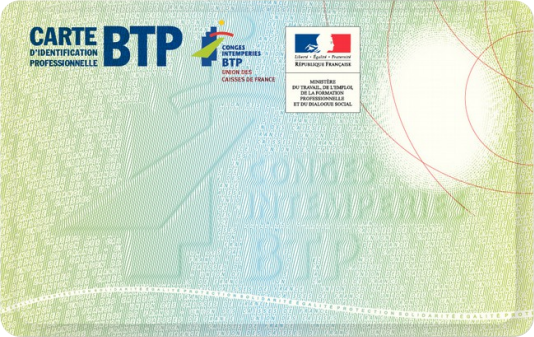 CARTE
D'IDENTIFICATION
PROFESSIONNELLE
BTP
CONGES
INTEMPERIES
BTP
UNION DES
CAISSES DE FRANCE
Liberté • Égalité • Fraternité
RÉPUBLIQUE FRANÇAISE
MINISTÈRE
DU TRAVAIL, DE L'EMPLOI,
DE LA FORMATION
PROFESSIONNELLE
ET DU DIALOGUE SOCIAL
CONGES
INTEMPERIES
BTP